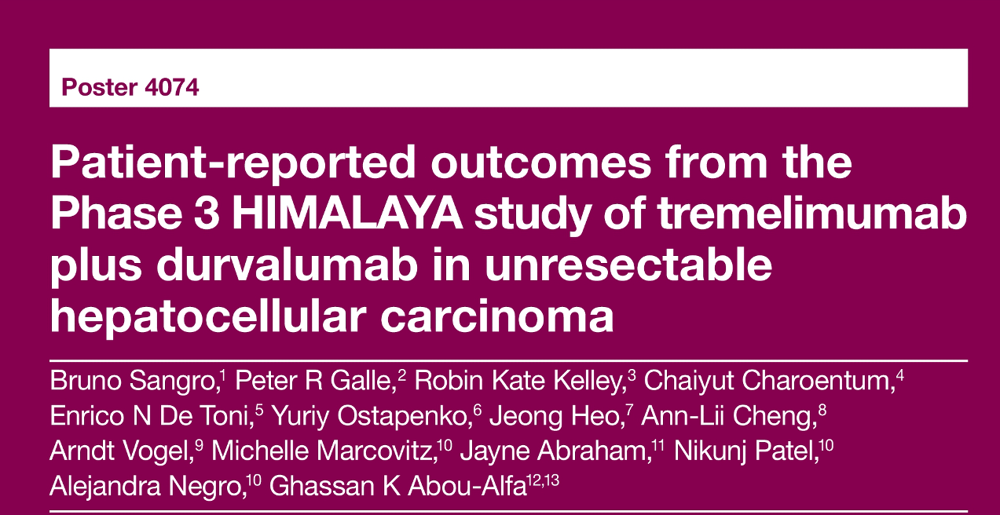 Poster 4074
Patient-reported outcomes from the
Phase 3 HIMALAYA study of tremelimumab
plus durvalumab in unresectable
hepatocellular carcinoma
Bruno Sangro,¹ Peter R Galle,² Robin Kate Kelley,³ Chaiyut Charoentum,⁴
Enrico N De Toni,⁵ Yuriy Ostapenko,⁶ Jeong Heo,⁷ Ann-Lii Cheng,⁸
Arndt Vogel,⁹ Michelle Marcovitz,¹⁰ Jayne Abraham,¹¹ Nikunj Patel,¹⁰
Alejandra Negro,¹⁰ Ghassan K Abou-Alfa¹²,¹³